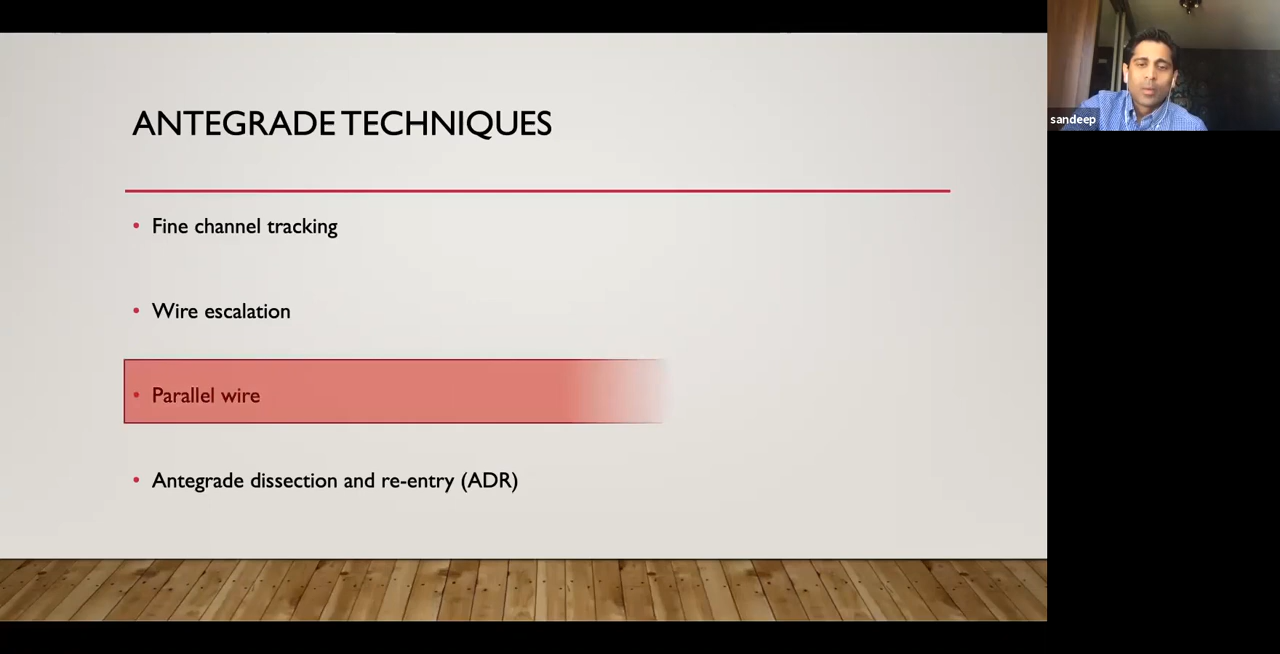 ANTEGRADE TECHNIQUES
Fine channel tracking
Wire escalation
Parallel wire
Antegrade dissection and re-entry (ADR)
sandeep